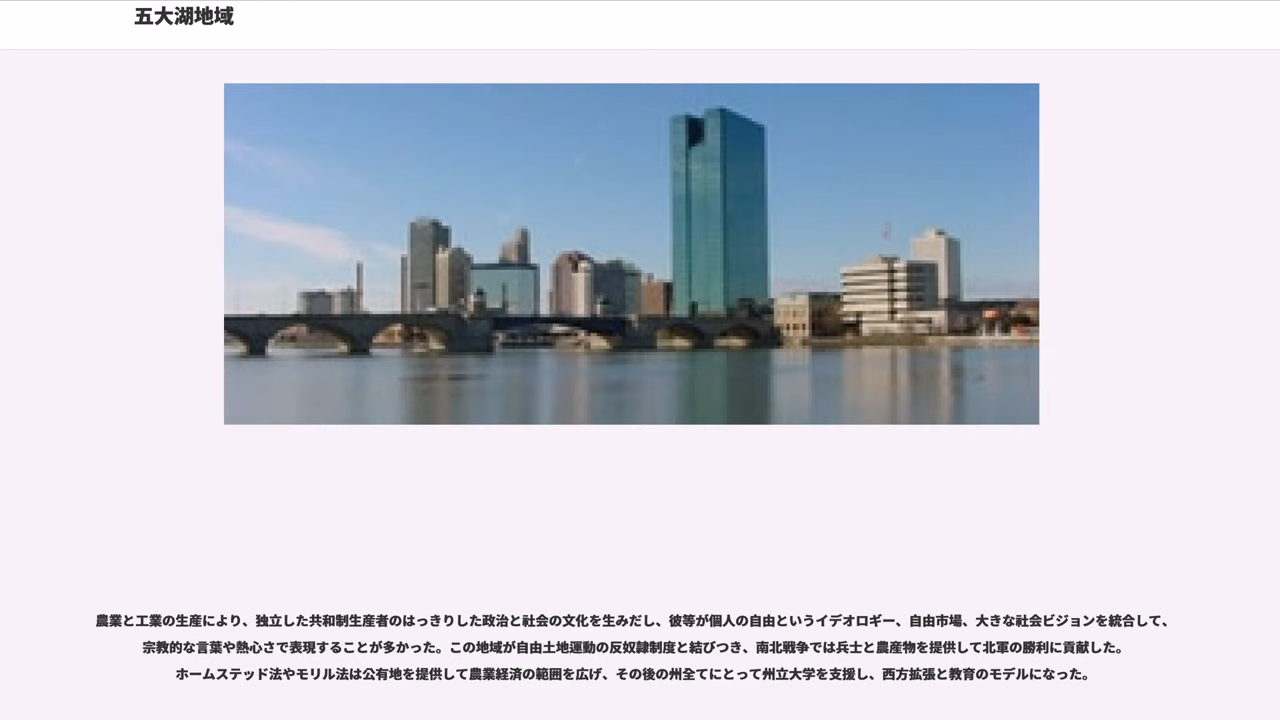 五大湖地域
農業と工業の生産により、独立した共和制生産者のはっきりした政治と社会の文化を生みだし、彼等が個人の自由というイデオロギー、自由市場、大きな社会ビジョンを統合して、
宗教的な言葉や熱心さで表現することが多かった。この地域が自由土地運動の反奴隷制度と結びつき、南北戦争では兵士と農産物を提供して北軍の勝利に貢献した。
ホームステッド法やモリル法は公有地を提供して農業経済の範囲を広げ、その後の州全てにとって州立大学を支援し、西方拡張と教育のモデルになった。